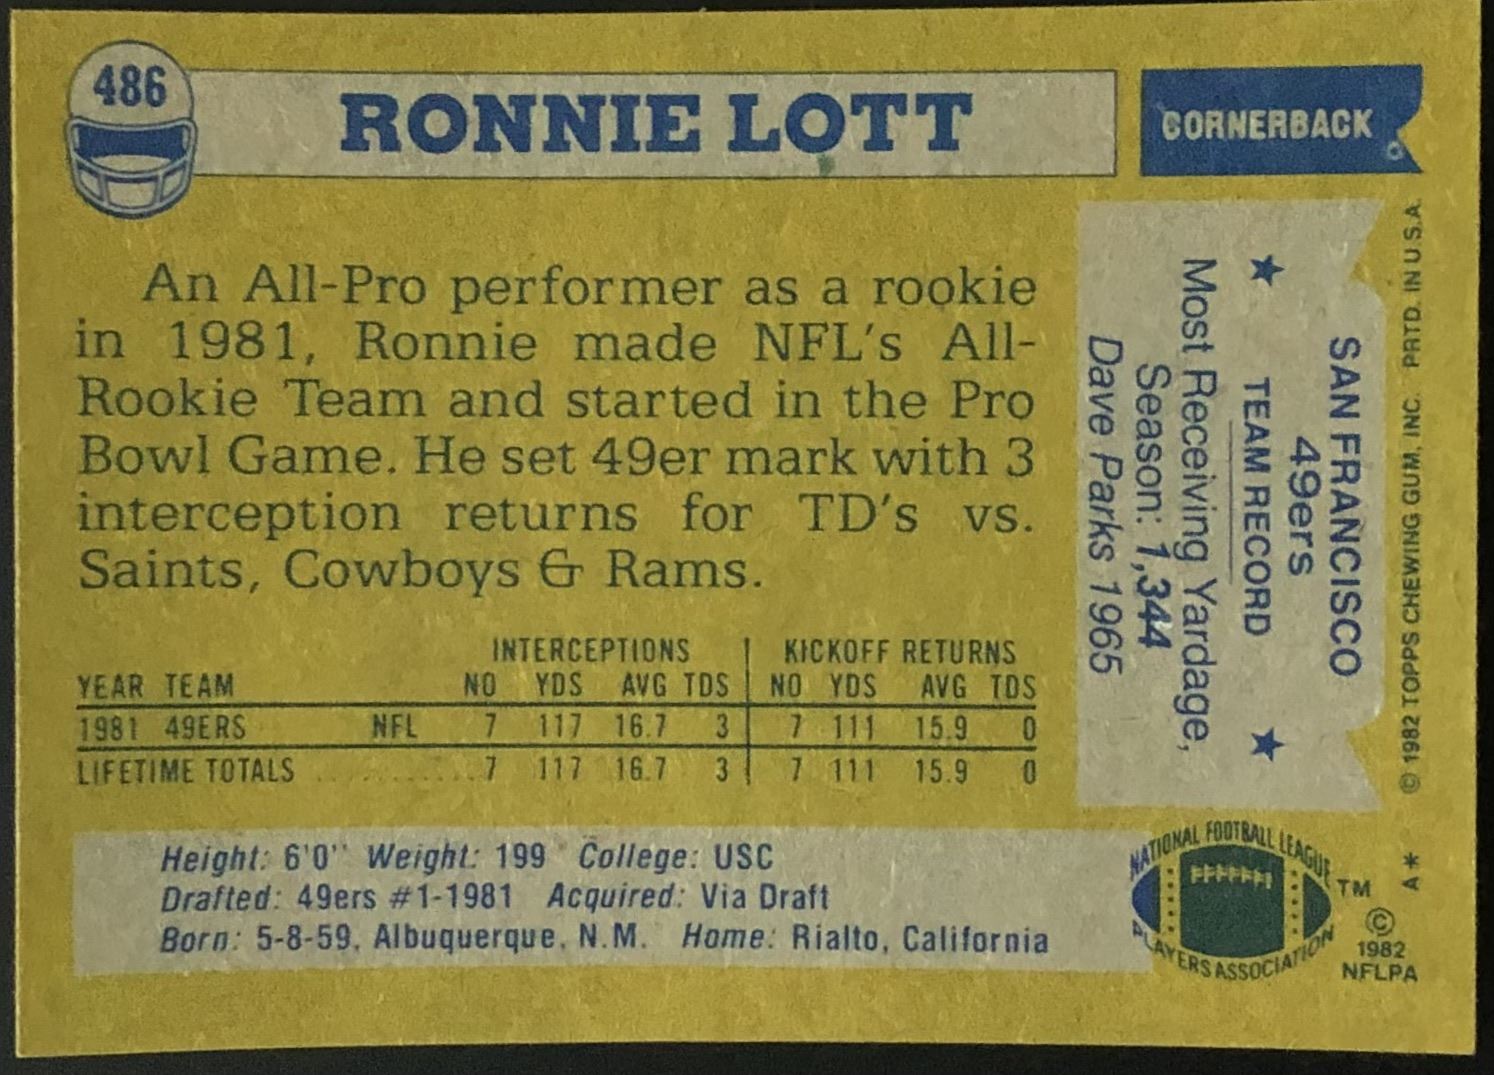 486
RONNIE LOTT
CORNERBACK
An All-Pro performer as a rookie
in 1981, Ronnie made NFL's All-
Rookie Team and started in the Pro
Bowl Game. He set 49er mark with 3
interception returns for TD's vs.
Saints, Cowboys & Rams.
INTERCEPTIONS KICKOFF RETURNS
YEAR TEAM NO YDS AVG TDS NO YDS AVG TDS
1981 49ERS NFL 7 117 16.7 3 7 111 15.9 0
LIFETIME TOTALS ............ 7 117 16.7 3 7 111 15.9 0
Height: 6'0" Weight: 199 College: USC
Drafted: 49ers #1-1981 Acquired: Via Draft
Born: 5-8-59, Albuquerque, N.M. Home: Rialto, California
SAN FRANCISCO
49ers
★ TEAM RECORD ★
Most Receiving Yardage,
Season: 1,344
Dave Parks 1965
© 1982 TOPPS CHEWING GUM, INC. PRTD. IN U.S.A.
A*
NATIONAL FOOTBALL LEAGUE
PLAYERS ASSOCIATION
TM
©
1982
NFLPA